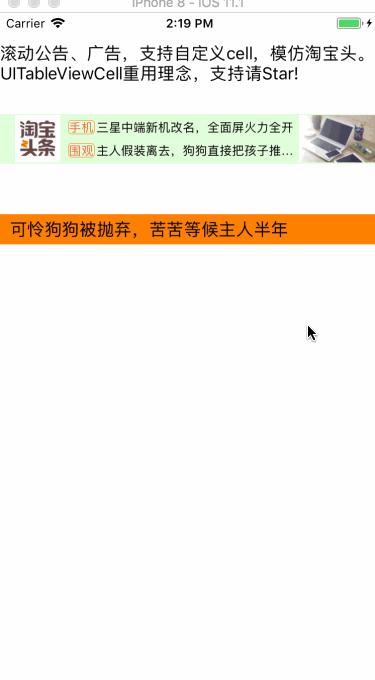 iPhone 8 - iOS 11.1
Carrier 2:19 PM
滚动公告、广告，支持自定义cell，模仿淘宝头。
UITableViewCell重用理念，支持请Star!
淘宝
头条
手机 三星中端新机改名，全面屏火力全开
围观 主人假装离去，狗狗直接把孩子推…
可怜狗狗被抛弃，苦苦等候主人半年